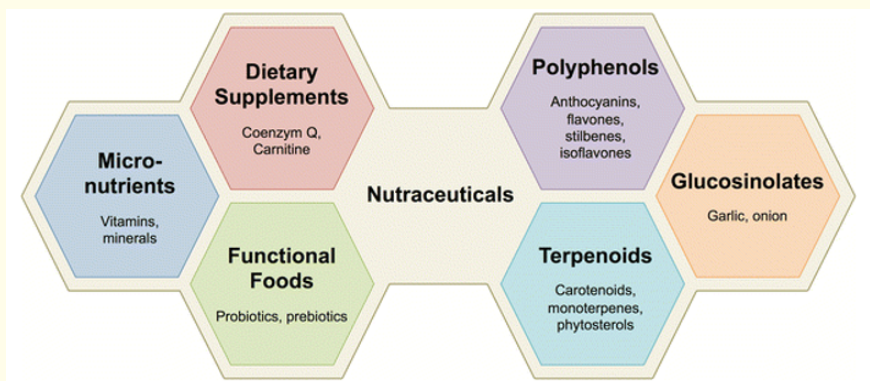 Dietary
Supplements
Coenzym Q,
Carnitine
Polyphenols
Anthocyanins,
flavones,
stilbenes,
isoflavones
Micro-
nutrients
Vitamins,
minerals
Nutraceuticals
Glucosinolates
Garlic, onion
Functional
Foods
Probiotics, prebiotics
Terpenoids
Carotenoids,
monoterpenes,
phytosterols